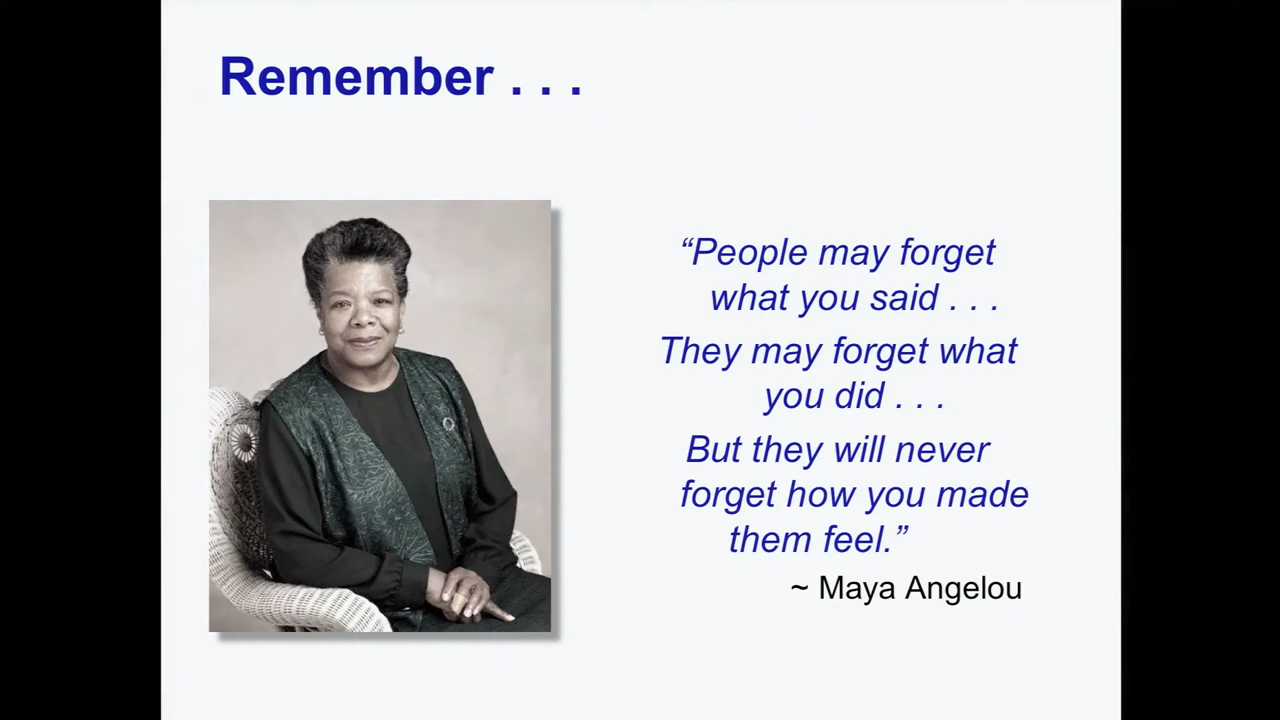 Remember . . .
“People may forget
what you said . . .
They may forget what
you did . . .
But they will never
forget how you made
them feel.”
~ Maya Angelou